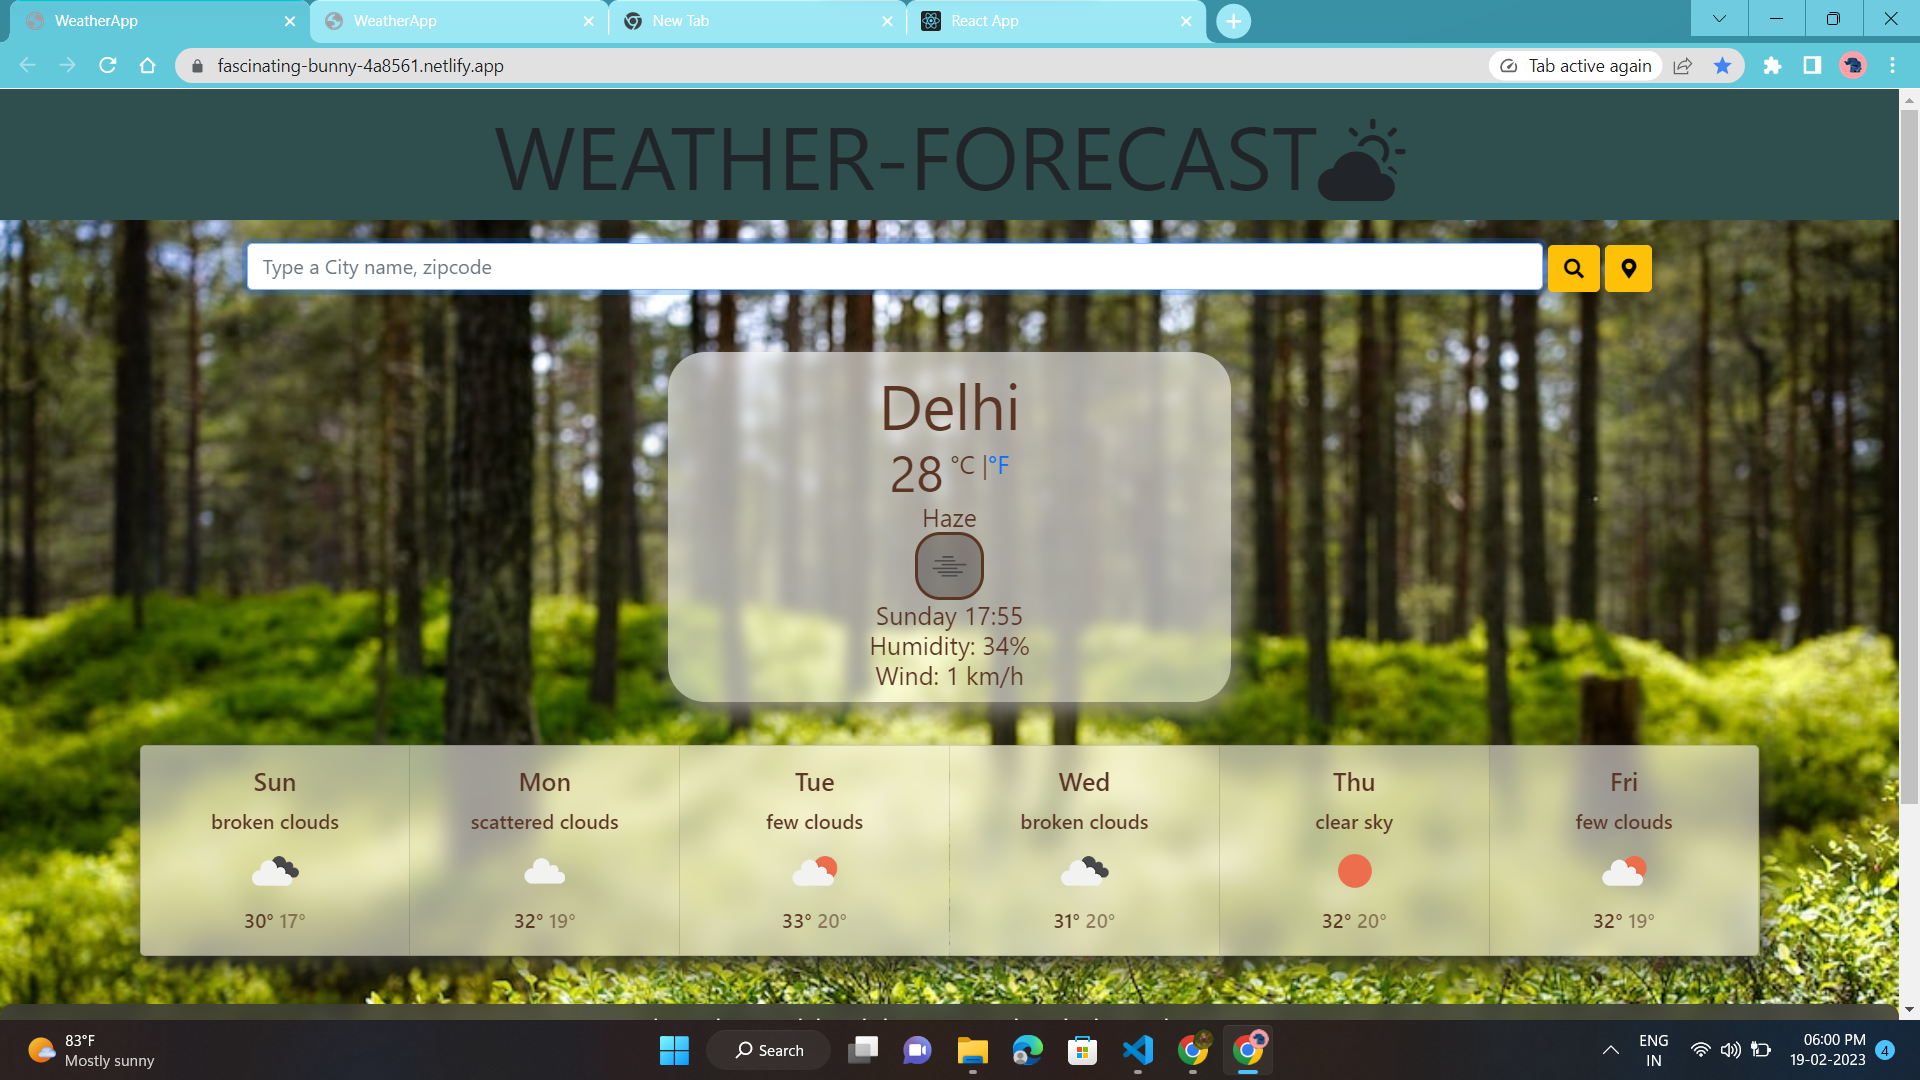 WeatherApp
WeatherApp
New Tab
React App
fascinating-bunny-4a8561.netlify.app
Tab active again
WEATHER-FORECAST
Type a City name, zipcode
Delhi
28 °C |°F
Haze
Sunday 17:55
Humidity: 34%
Wind: 1 km/h
Sun
broken clouds
30° 17°
Mon
scattered clouds
32° 19°
Tue
few clouds
33° 20°
Wed
broken clouds
31° 20°
Thu
clear sky
32° 20°
Fri
few clouds
32° 19°
83°F
Mostly sunny
Search
ENG
IN
06:00 PM
19-02-2023
4